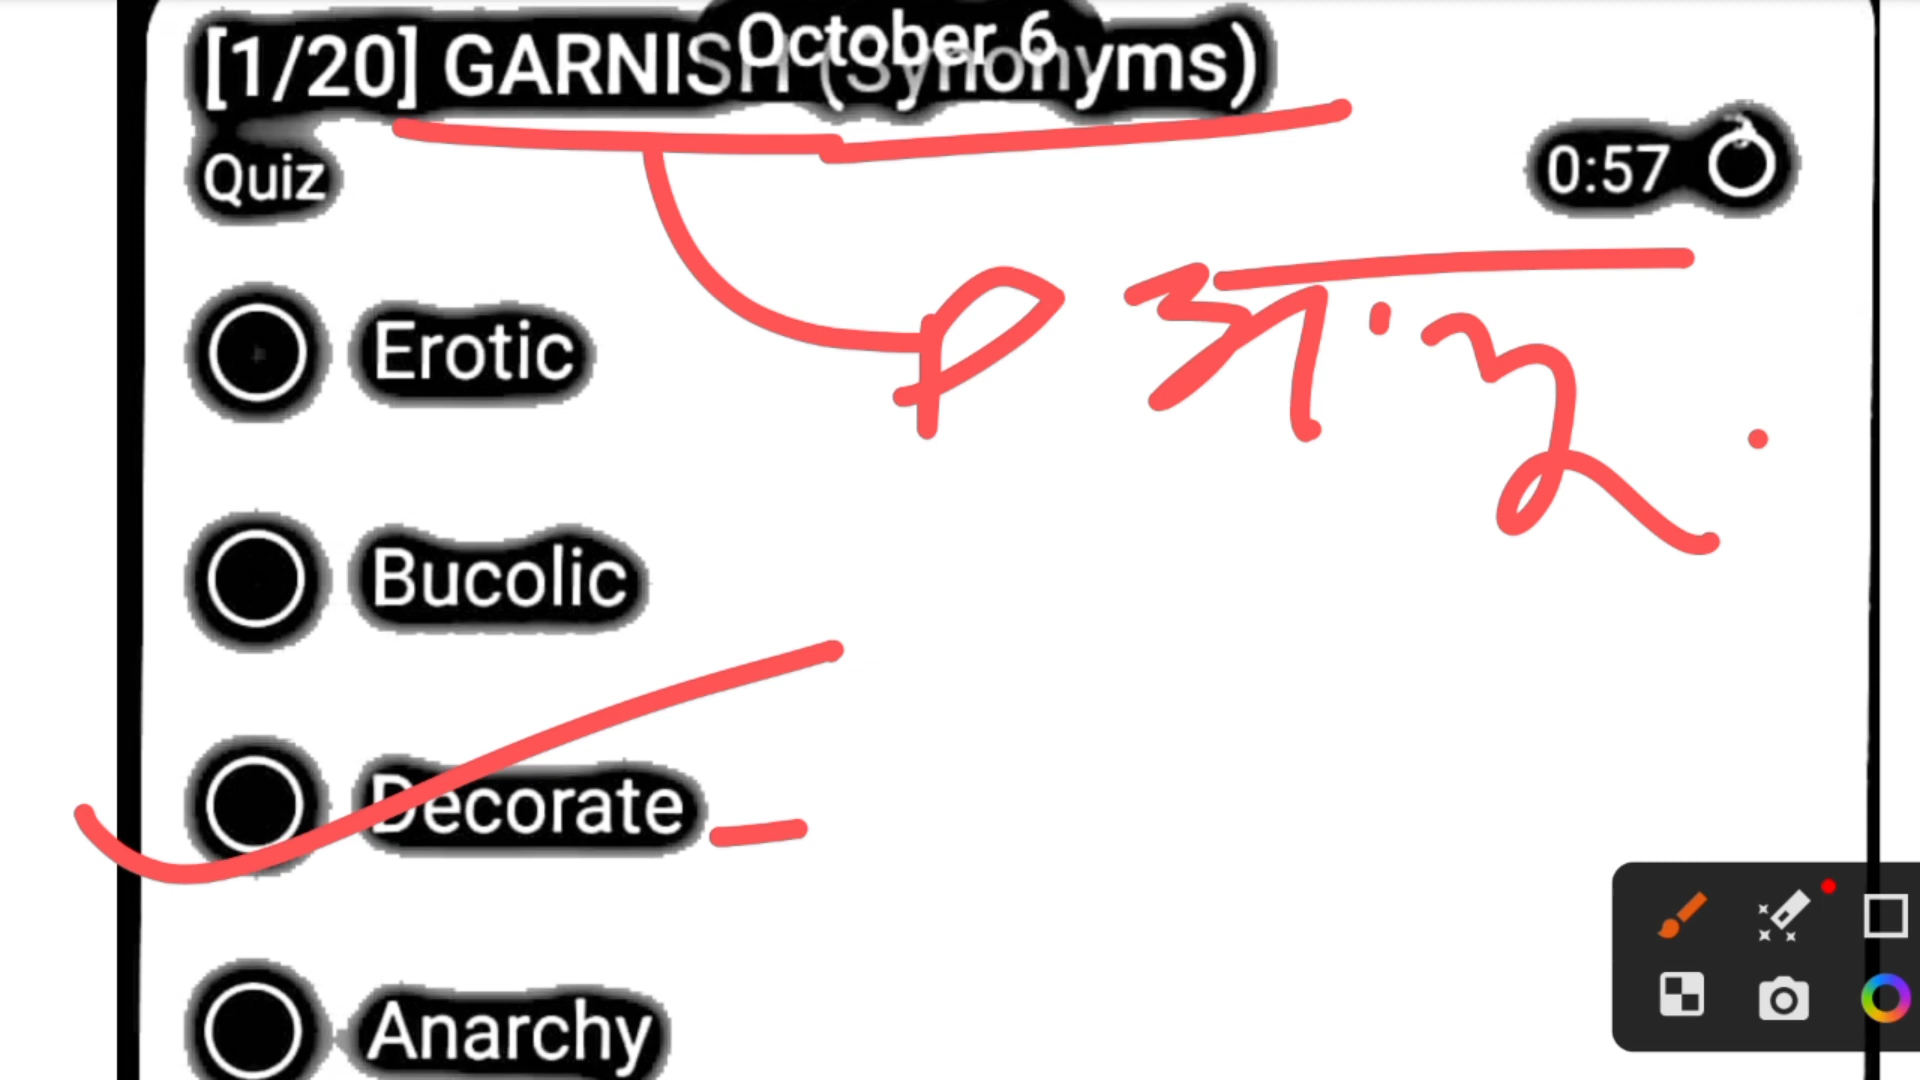 [1/20] GARNISH (Synonyms)
October 6
Quiz
0:57
Erotic
Bucolic
Decorate
Anarchy